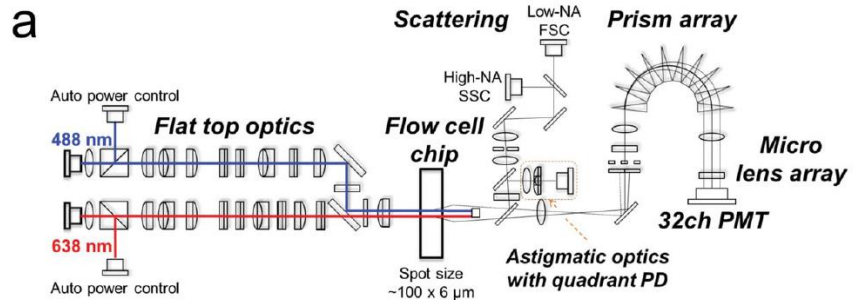 a
Scattering
Low-NA
FSC
Prism array
High-NA
SSC
Auto power control
488 nm
Flat top optics
Flow cell
chip
Micro
lens array
638 nm
32ch PMT
Auto power control
Spot size
~100 x 6 μm
Astigmatic optics
with quadrant PD